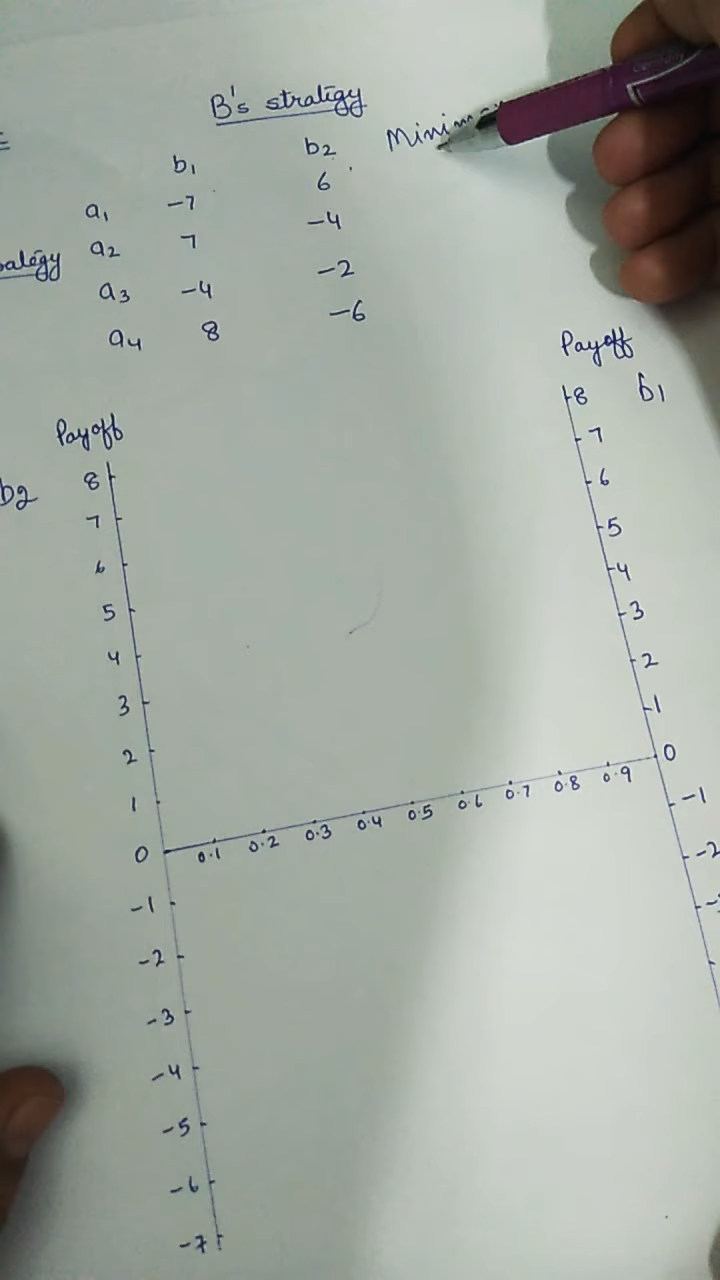 B's stratigy
b1 b2
a1 -7 6
a2 7 -4
a3 -4 -2
a4 8 -6
Payoff
b2
8
7
6
5
4
3
2
1
0
-1
-2
-3
-4
-5
-6
-7
0.1 0.2 0.3 0.4 0.5 0.6 0.7 0.8 0.9
Payoff
b1
8
7
6
5
4
3
2
1
0
-1
-2